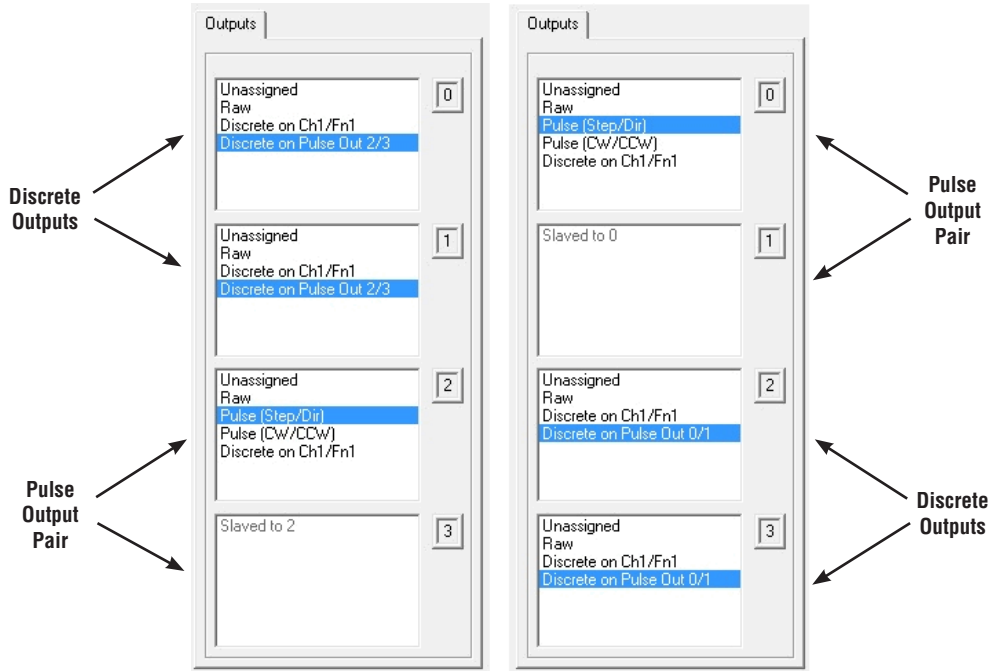 Outputs
Unassigned
Raw
Discrete on Ch1/Fn1
Discrete on Pulse Out 2/3
0
Unassigned
Raw
Discrete on Ch1/Fn1
Discrete on Pulse Out 2/3
1
Unassigned
Raw
Pulse (Step/Dir)
Pulse (CW/CCW)
Discrete on Ch1/Fn1
2
Slaved to 2
3
Discrete
Outputs
Pulse
Output
Pair
Outputs
Unassigned
Raw
Pulse (Step/Dir)
Pulse (CW/CCW)
Discrete on Ch1/Fn1
0
Slaved to 0
1
Unassigned
Raw
Discrete on Ch1/Fn1
Discrete on Pulse Out 0/1
2
Unassigned
Raw
Discrete on Ch1/Fn1
Discrete on Pulse Out 0/1
3
Pulse
Output
Pair
Discrete
Outputs